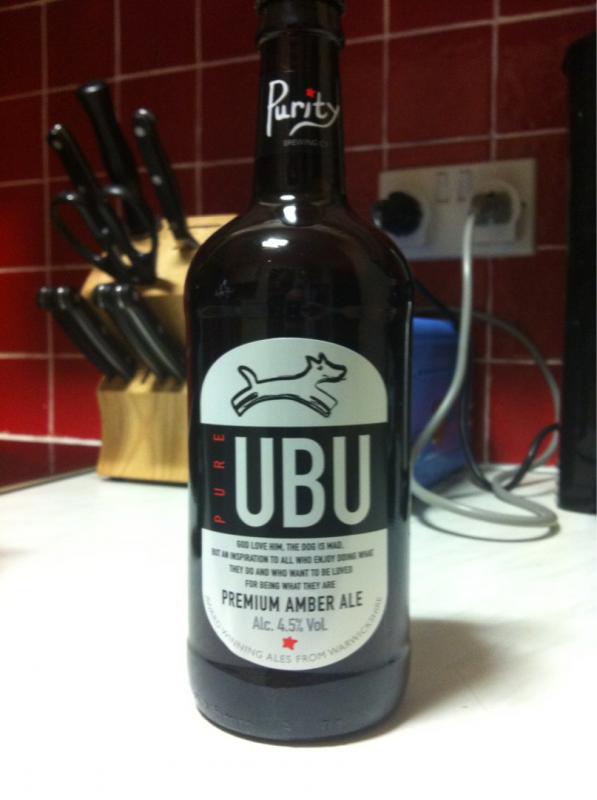 Purity
BREWING CO
PURE
UBU
GOD LOVE HIM, THE DOG IS MAD,
BUT AN INSPIRATION TO ALL WHO ENJOY DOING WHAT
THEY DO AND WHO WANT TO BE LOVED
FOR BEING WHAT THEY ARE
PREMIUM AMBER ALE
Alc. 4.5% Vol.
AWARD WINNING ALES FROM WARWICKSHIRE